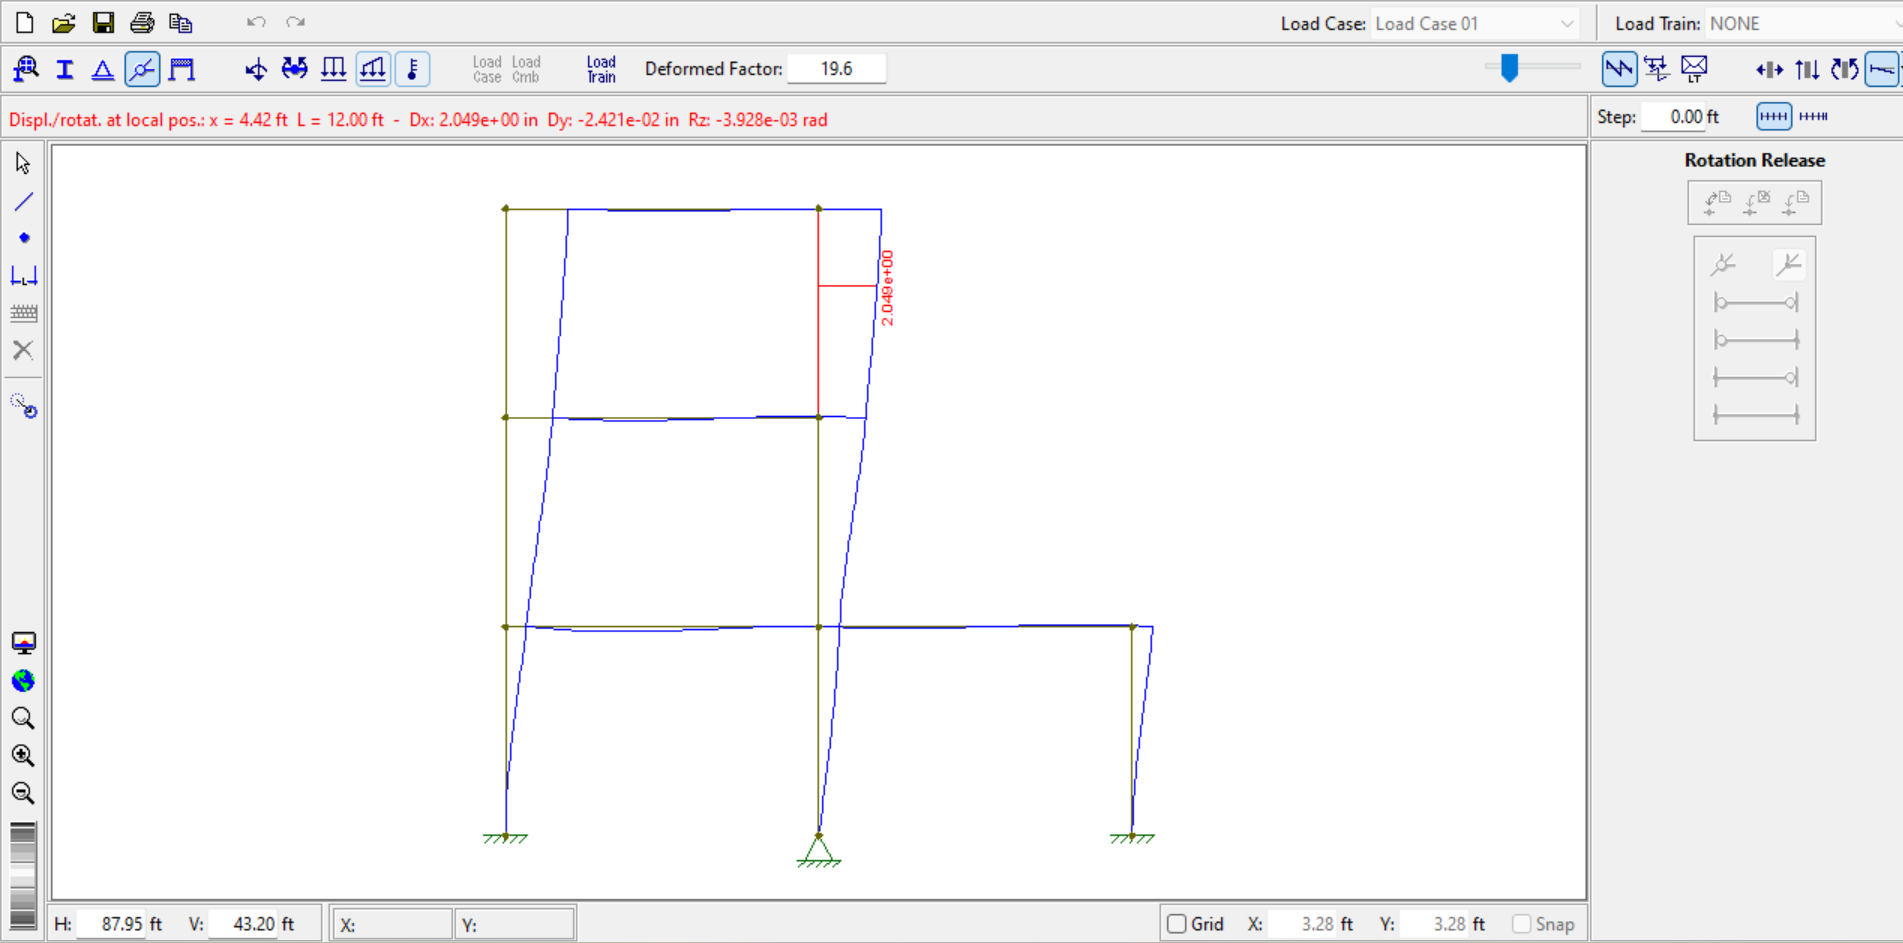 Load Case: Load Case 01 Load Train: NONE
Load Case Load Cmb Load Train Deformed Factor: 19.6 LT
Displ./rotat. at local pos.: x = 4.42 ft L = 12.00 ft - Dx: 2.049e+00 in Dy: -2.421e-02 in Rz: -3.928e-03 rad
Step: 0.00 ft
Rotation Release
L
2.049e+00
H: 87.95 ft V: 43.20 ft X: Y: Grid X: 3.28 ft Y: 3.28 ft Snap